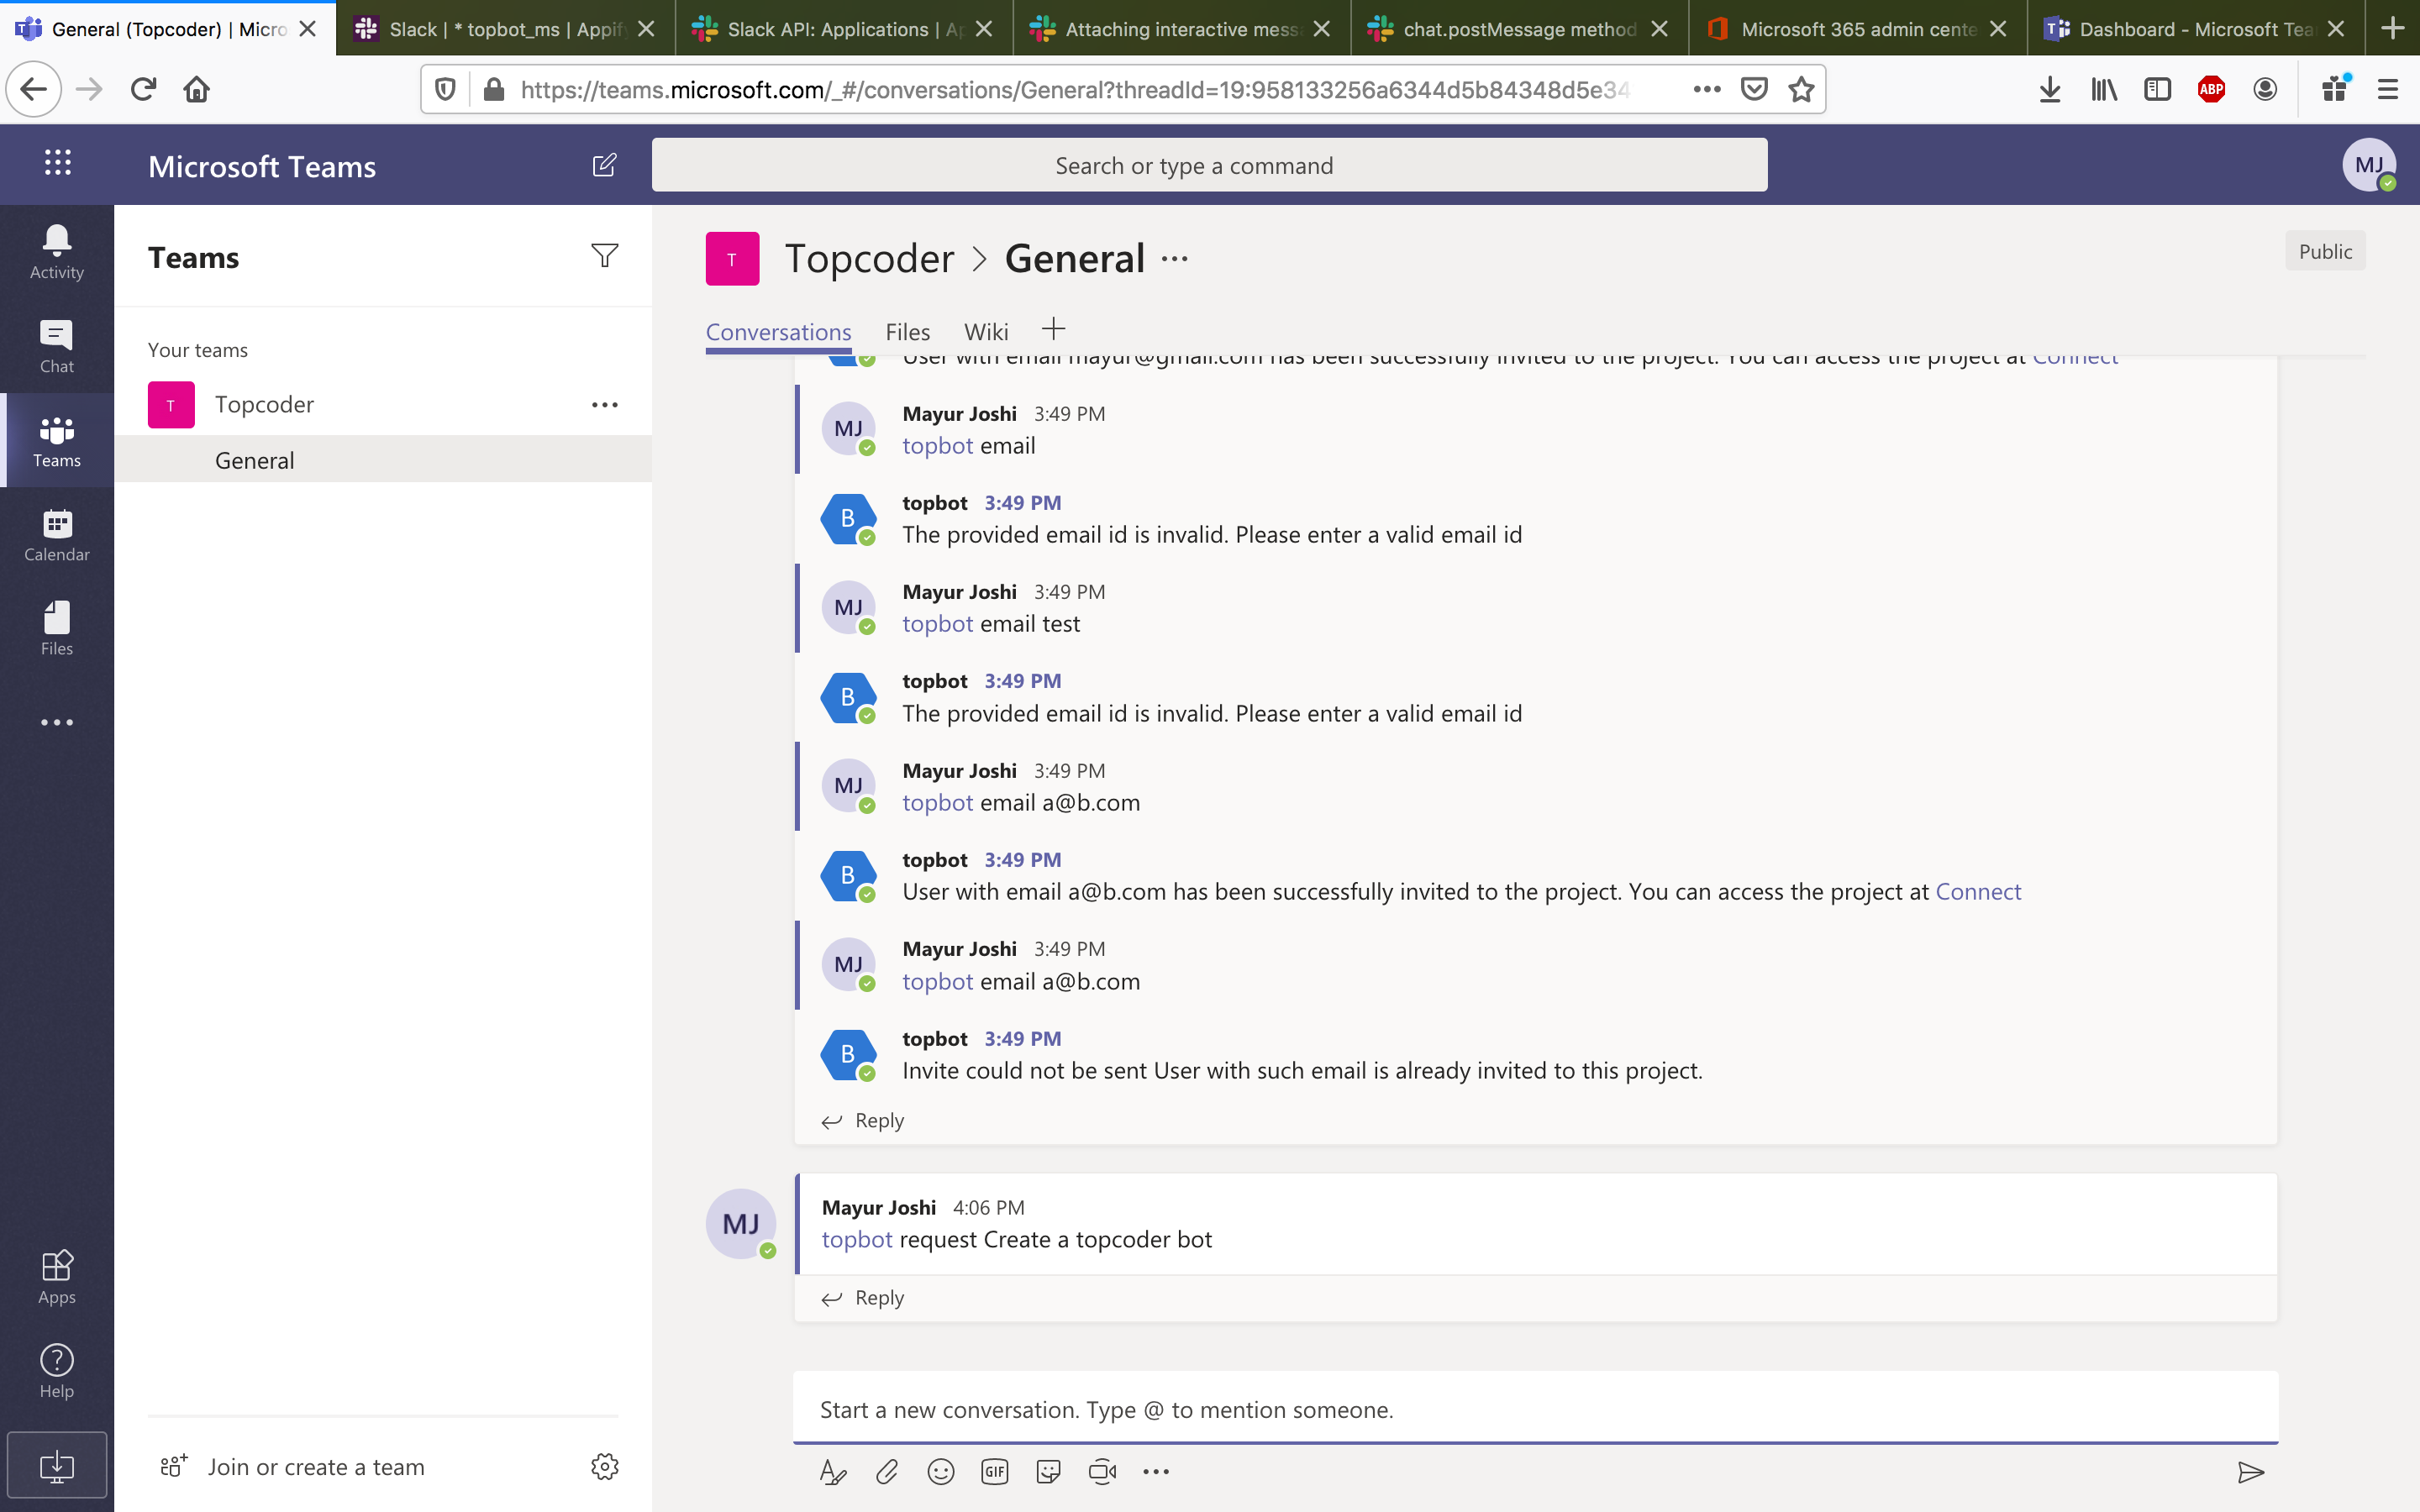 General (Topcoder) | Micro
Slack | * topbot_ms | Appif
Slack API: Applications | Ap
Attaching interactive mess
chat.postMessage method
Microsoft 365 admin cente
Dashboard - Microsoft Tea
https://teams.microsoft.com/_#/conversations/General?threadId=19:958133256a6344d5b84348d5e34
ABP
Microsoft Teams
Search or type a command
MJ
Activity
Chat
Teams
Calendar
Files
Apps
Help
Teams
Your teams
T
Topcoder
General
Join or create a team
T
Topcoder > General
Public
Conversations
Files
Wiki
User with email mayur@gmail.com has been successfully invited to the project. You can access the project at Connect
MJ
Mayur Joshi 3:49 PM
topbot email
B
topbot 3:49 PM
The provided email id is invalid. Please enter a valid email id
MJ
Mayur Joshi 3:49 PM
topbot email test
B
topbot 3:49 PM
The provided email id is invalid. Please enter a valid email id
MJ
Mayur Joshi 3:49 PM
topbot email a@b.com
B
topbot 3:49 PM
User with email a@b.com has been successfully invited to the project. You can access the project at Connect
MJ
Mayur Joshi 3:49 PM
topbot email a@b.com
B
topbot 3:49 PM
Invite could not be sent User with such email is already invited to this project.
Reply
MJ
Mayur Joshi 4:06 PM
topbot request Create a topcoder bot
Reply
Start a new conversation. Type @ to mention someone.
GIF